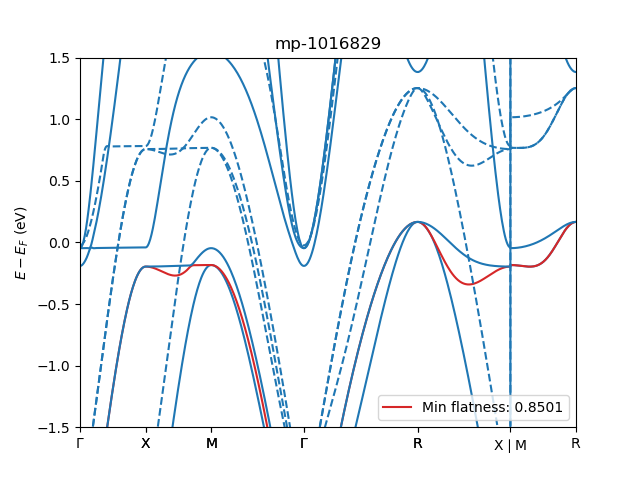 mp-1016829
E − E_F (eV)
1.5
1.0
0.5
0.0
−0.5
−1.0
−1.5
Min flatness: 0.8501
Γ X M Γ R X | M R